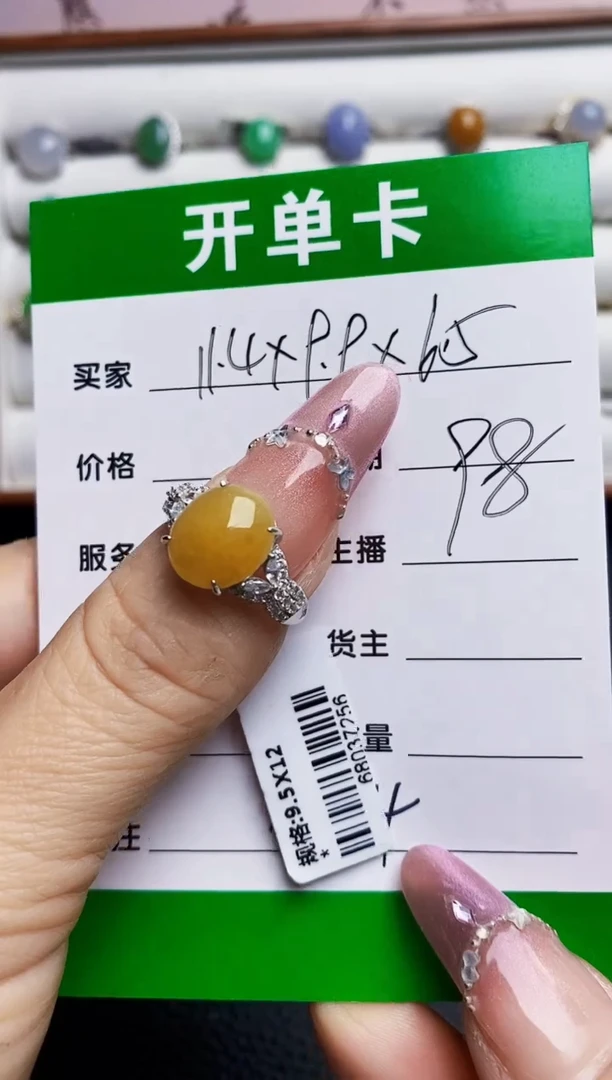 开单卡
买家 11.4x9.9x6.5
价格
98
服务
主播
货主
量
注
规格:9.5X12
68037256
*